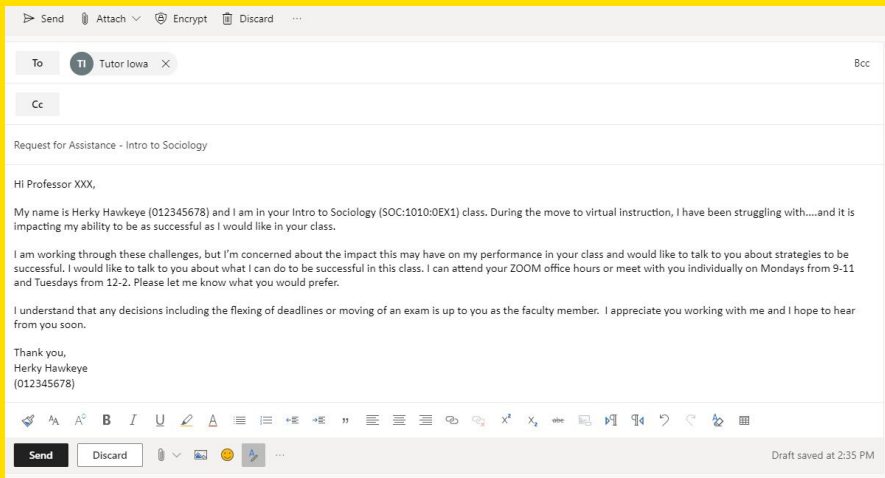 Send Attach Encrypt Discard ...
To TI Tutor Iowa X Bcc
Cc
Request for Assistance - Intro to Sociology
Hi Professor XXX,
My name is Herky Hawkeye (012345678) and I am in your Intro to Sociology (SOC:1010:0EX1) class. During the move to virtual instruction, I have been struggling with....and it is
impacting my ability to be as successful as I would like in your class.
I am working through these challenges, but I'm concerned about the impact this may have on my performance in your class and would like to talk to you about strategies to be
successful. I would like to talk to you about what I can do to be successful in this class. I can attend your ZOOM office hours or meet with you individually on Mondays from 9-11
and Tuesdays from 12-2. Please let me know what you would prefer.
I understand that any decisions including the flexing of deadlines or moving of an exam is up to you as the faculty member.  I appreciate you working with me and I hope to hear
from you soon.
Thank you,
Herky Hawkeye
(012345678)
AA A B I U A " x² x₂ abc
Send Discard ... Draft saved at 2:35 PM